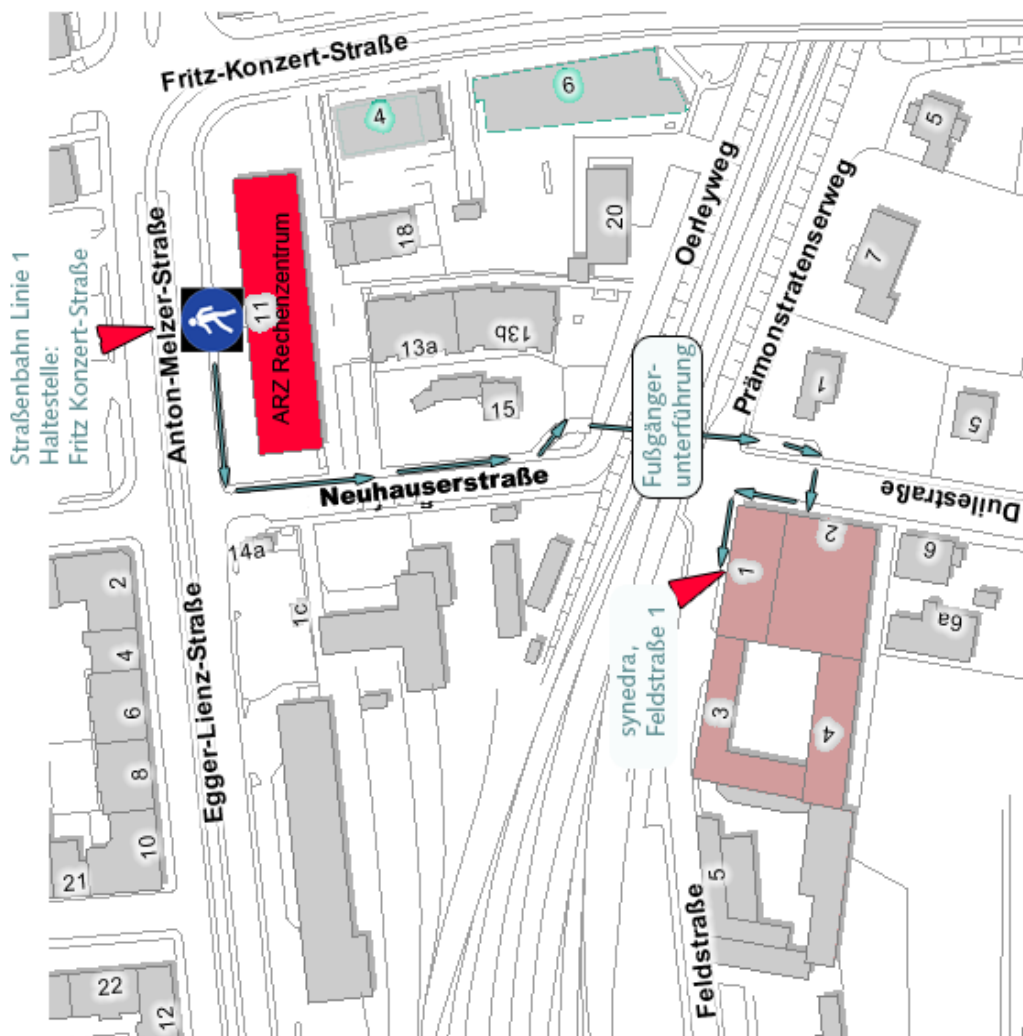 Fritz-Konzert-Straße
4
6
Straßenbahn Linie 1
Haltestelle:
Fritz Konzert-Straße
Anton-Melzer-Straße
11
ARZ Rechenzentrum
18
20
Oerleyweg
Prämonstratenserweg
5
7
13a
13b
15
1
5
Fußgänger-
unterführung
Neuhauserstraße
Duilestraße
14a
1c
2
4
6
8
10
21
22
12
Egger-Lienz-Straße
synedra,
Feldstraße 1
1
2
3
4
6
6a
5
Feldstraße